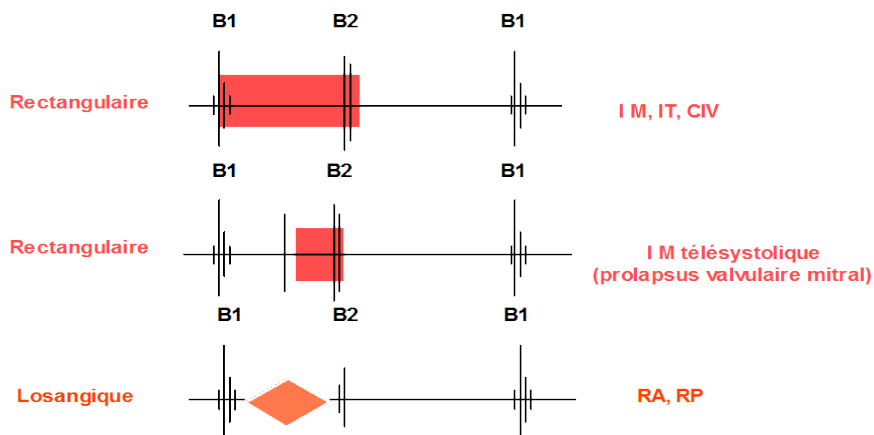 B1 B2 B1
Rectangulaire I M, IT, CIV
B1 B2 B1
Rectangulaire I M télésystolique
(prolapsus valvulaire mitral)
B1 B2 B1
Losangique RA, RP